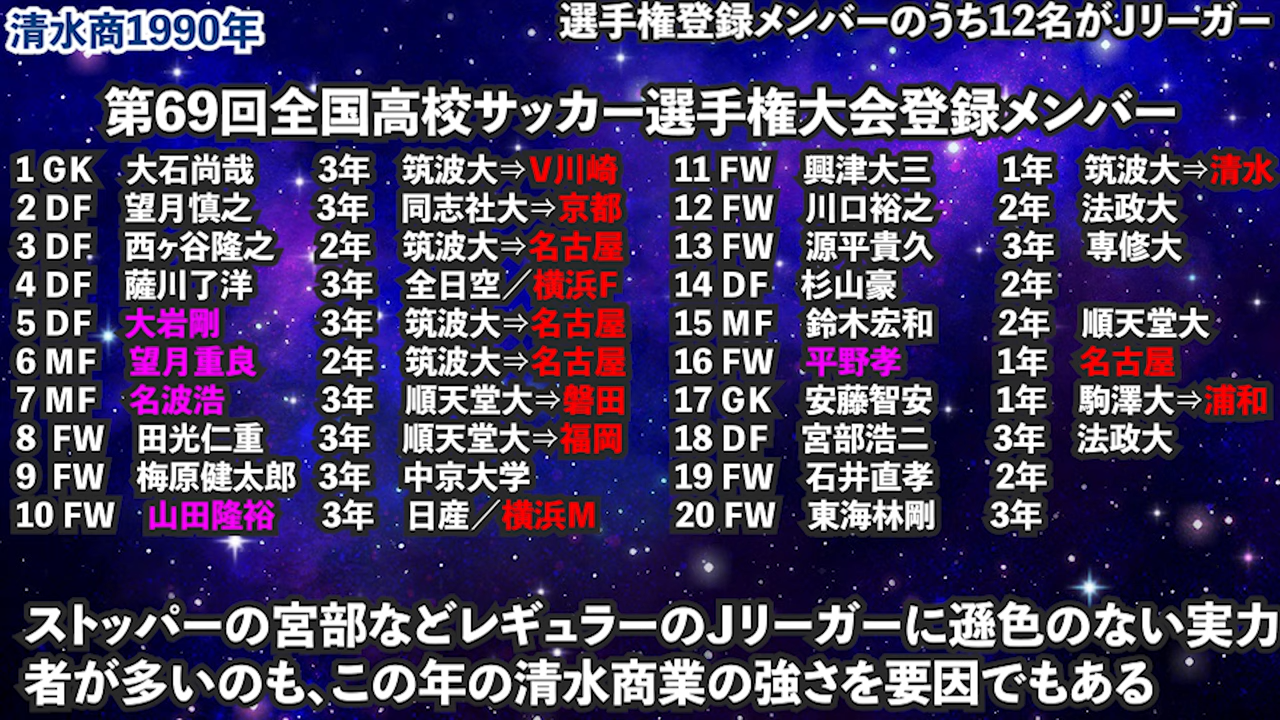 清水商1990年
選手権登録メンバーのうち12名がJリーガー
第69回全国高校サッカー選手権大会登録メンバー
1 GK 大石尚哉 3年 筑波大⇒V川崎
2 DF 望月慎之 3年 同志社大⇒京都
3 DF 西ヶ谷隆之 2年 筑波大⇒名古屋
4 DF 薩川了洋 3年 全日空／横浜F
5 DF 大岩剛 3年 筑波大⇒名古屋
6 MF 望月重良 2年 筑波大⇒名古屋
7 MF 名波浩 3年 順天堂大⇒磐田
8 FW 田光仁重 3年 順天堂大⇒福岡
9 FW 梅原健太郎 3年 中京大学
10 FW 山田隆裕 3年 日産／横浜M
11 FW 興津大三 1年 筑波大⇒清水
12 FW 川口裕之 2年 法政大
13 FW 源平貴久 3年 専修大
14 DF 杉山豪 2年
15 MF 鈴木宏和 2年 順天堂大
16 FW 平野孝 1年 名古屋
17 GK 安藤智安 1年 駒澤大⇒浦和
18 DF 宮部浩二 3年 法政大
19 FW 石井直孝 2年
20 FW 東海林剛 3年
ストッパーの宮部などレギュラーのJリーガーに遜色のない実力
者が多いのも、この年の清水商業の強さを要因でもある